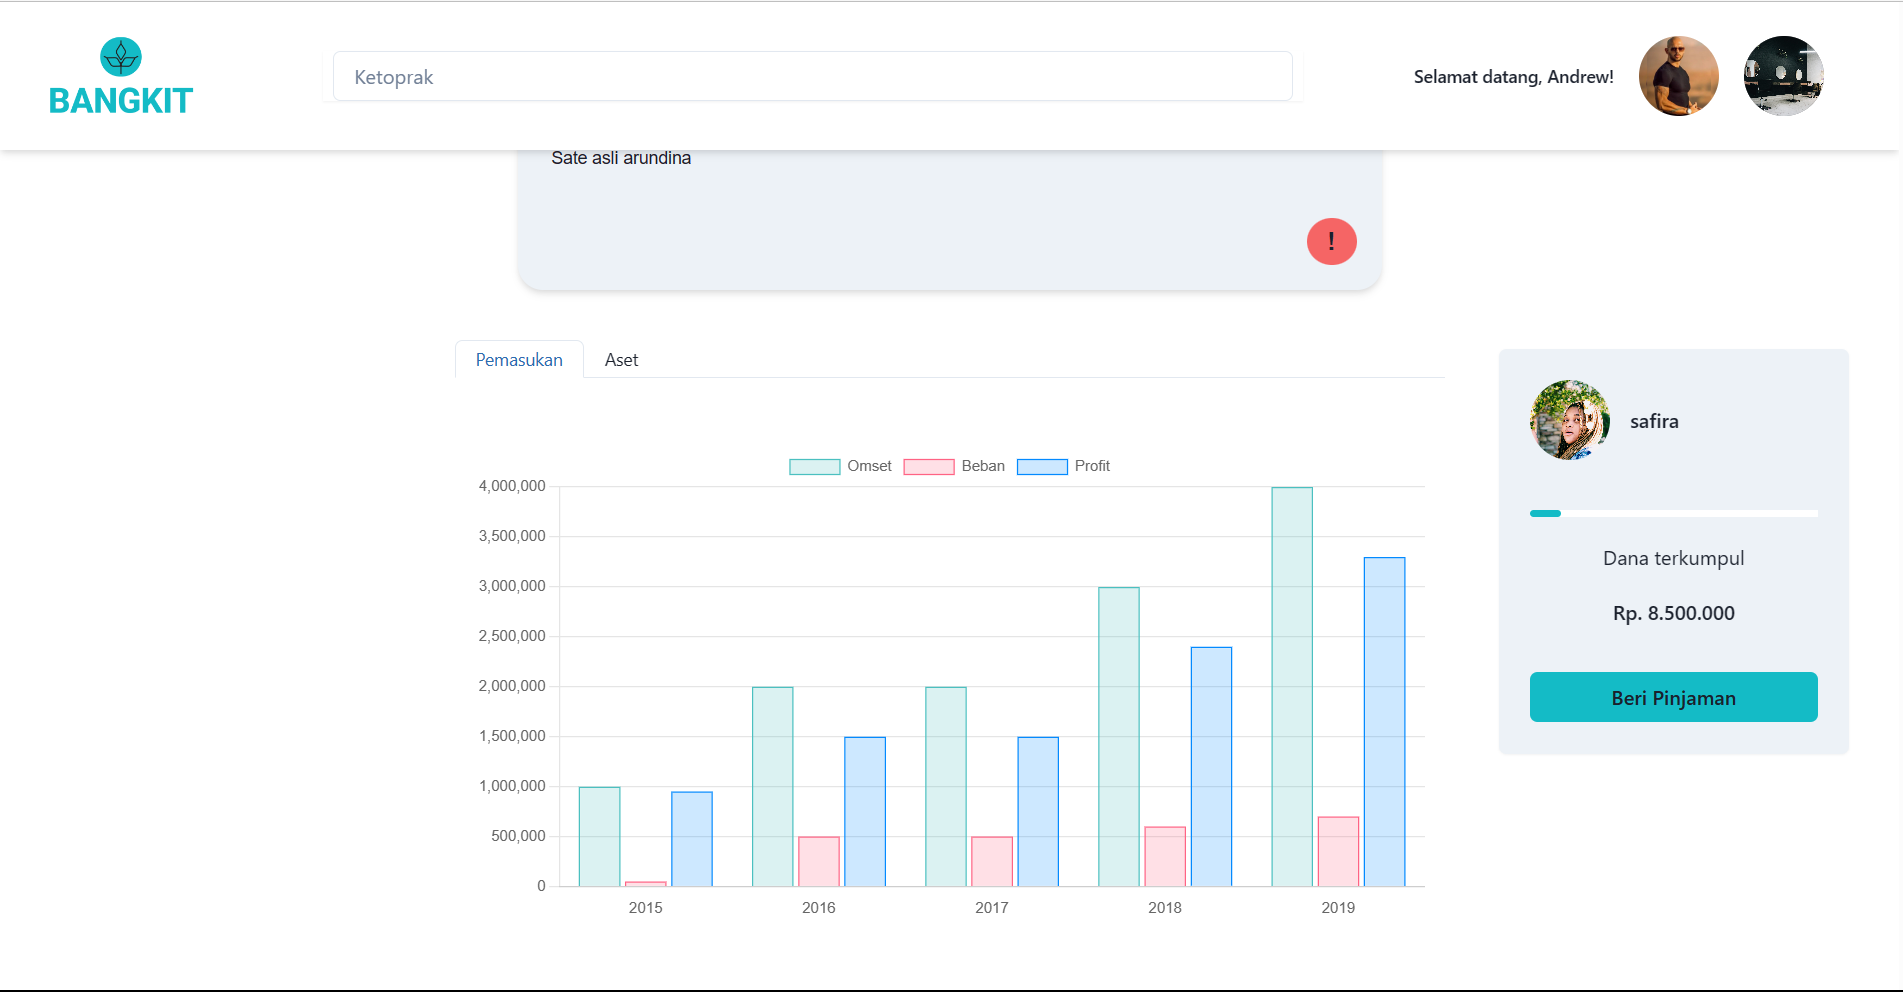 BANGKIT
Ketoprak
Selamat datang, Andrew!
Sate asli arundina
!
Pemasukan
Aset
Omset
Beban
Profit
4,000,000
3,500,000
3,000,000
2,500,000
2,000,000
1,500,000
1,000,000
500,000
0
2015
2016
2017
2018
2019
safira
Dana terkumpul
Rp. 8.500.000
Beri Pinjaman